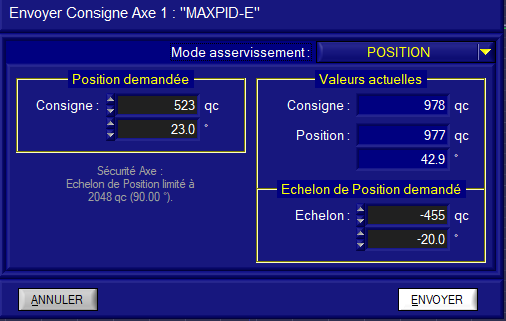 Envoyer Consigne Axe 1 : "MAXPID-E"
Mode asservissement : POSITION
Position demandée
Consigne : 523 qc
23.0 °
Sécurité Axe :
Echelon de Position limité à
2048 qc (90.00 °).
Valeurs actuelles
Consigne : 978 qc
Position : 977 qc
42.9 °
Echelon de Position demandé
Echelon : -455 qc
-20.0 °
ANNULER
ENVOYER